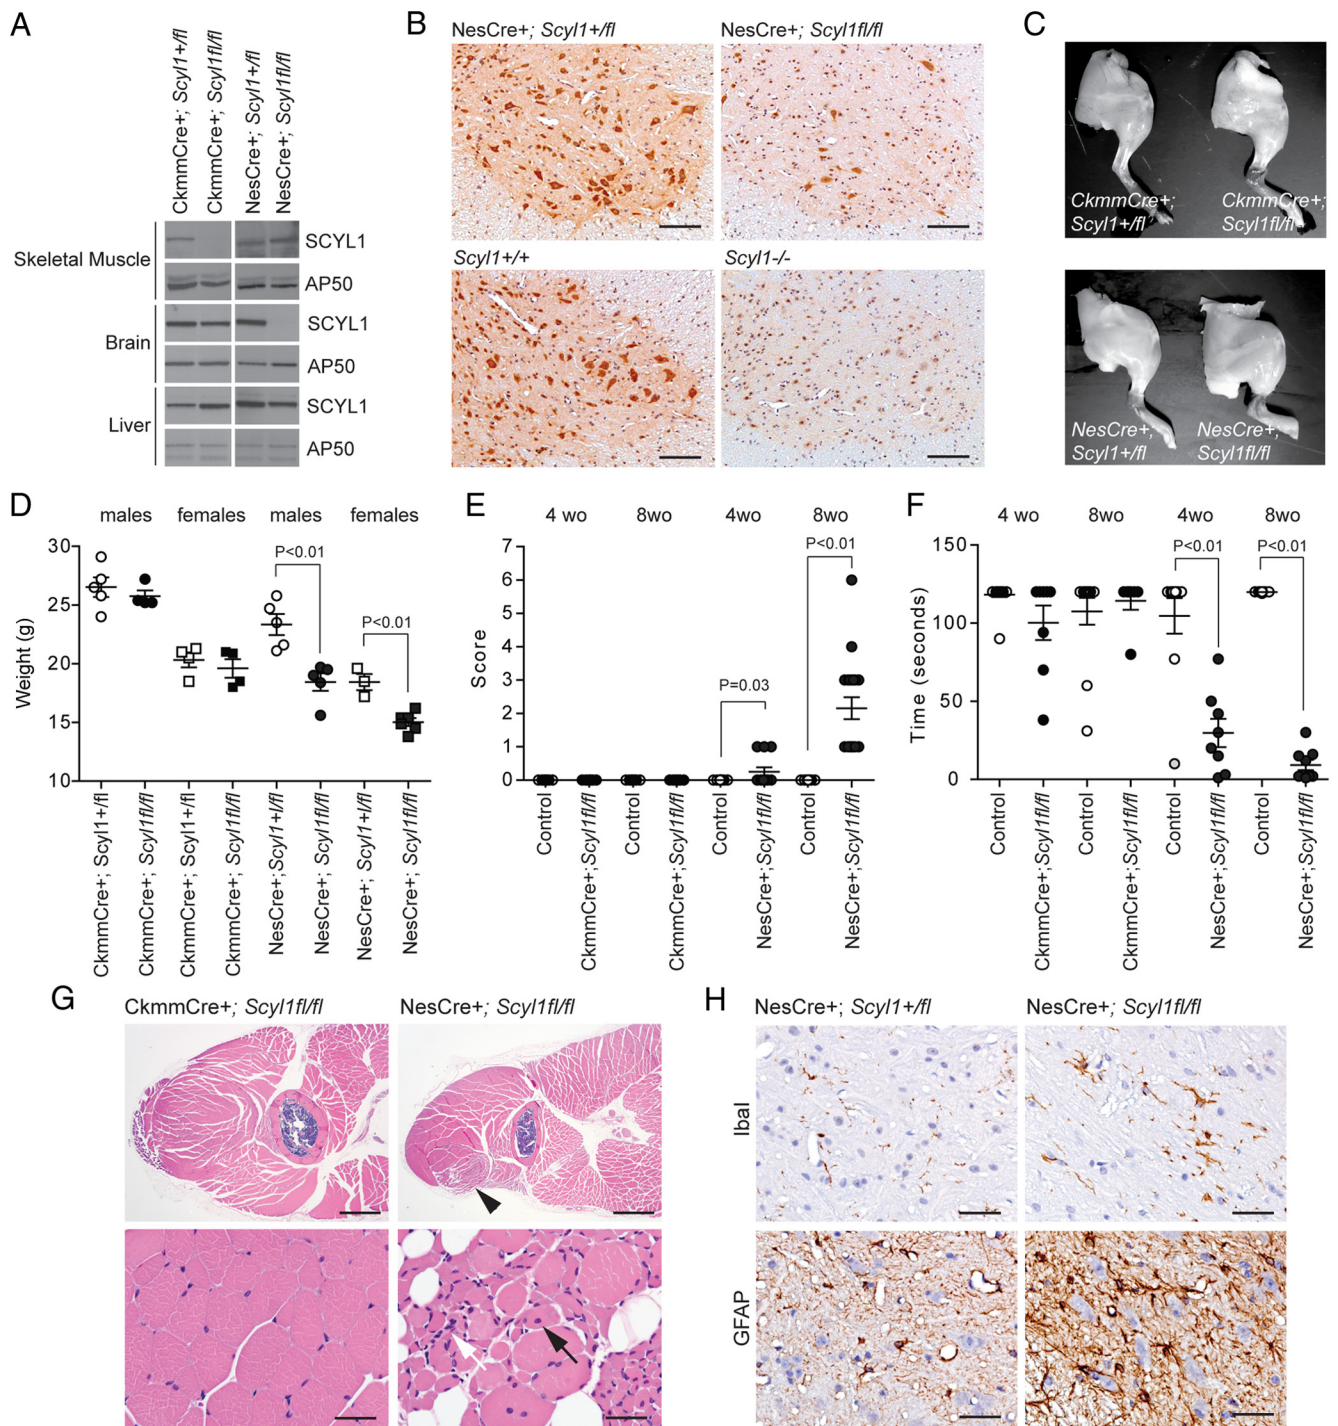 A
CkmmCre+; Scyl1+/fl
CkmmCre+; Scyl1fl/fl
NesCre+; Scyl1+/fl
NesCre+; Scyl1fl/fl
Skeletal Muscle
SCYL1
AP50
Brain
SCYL1
AP50
Liver
SCYL1
AP50
B
NesCre+; Scyl1+/fl
NesCre+; Scyl1fl/fl
Scyl1+/+
Scyl1-/-
C
CkmmCre+;
Scyl1+/fl
CkmmCre+;
Scyl1fl/fl
NesCre+;
Scyl1+/fl
NesCre+;
Scyl1fl/fl
D
males
females
males
females
Weight (g)
30
25
20
15
10
P<0.01
P<0.01
CkmmCre+; Scyl1+/fl
CkmmCre+; Scyl1fl/fl
CkmmCre+; Scyl1+/fl
CkmmCre+; Scyl1fl/fl
NesCre+; Scyl1+/fl
NesCre+; Scyl1fl/fl
NesCre+; Scyl1+/fl
NesCre+; Scyl1fl/fl
E
4 wo
8wo
4wo
8wo
Score
7
6
5
4
3
2
1
0
P=0.03
P<0.01
Control
CkmmCre+;Scyl1fl/fl
Control
CkmmCre+;Scyl1fl/fl
Control
NesCre+;Scyl1fl/fl
Control
NesCre+;Scyl1fl/fl
F
4 wo
8wo
4wo
8wo
Time (seconds)
150
100
50
0
P<0.01
P<0.01
Control
CkmmCre+;Scyl1fl/fl
Control
CkmmCre+;Scyl1fl/fl
Control
NesCre+;Scyl1fl/fl
Control
NesCre+;Scyl1fl/fl
G
CkmmCre+; Scyl1fl/fl
NesCre+; Scyl1fl/fl
H
NesCre+; Scyl1+/fl
NesCre+; Scyl1fl/fl
IbaI
GFAP